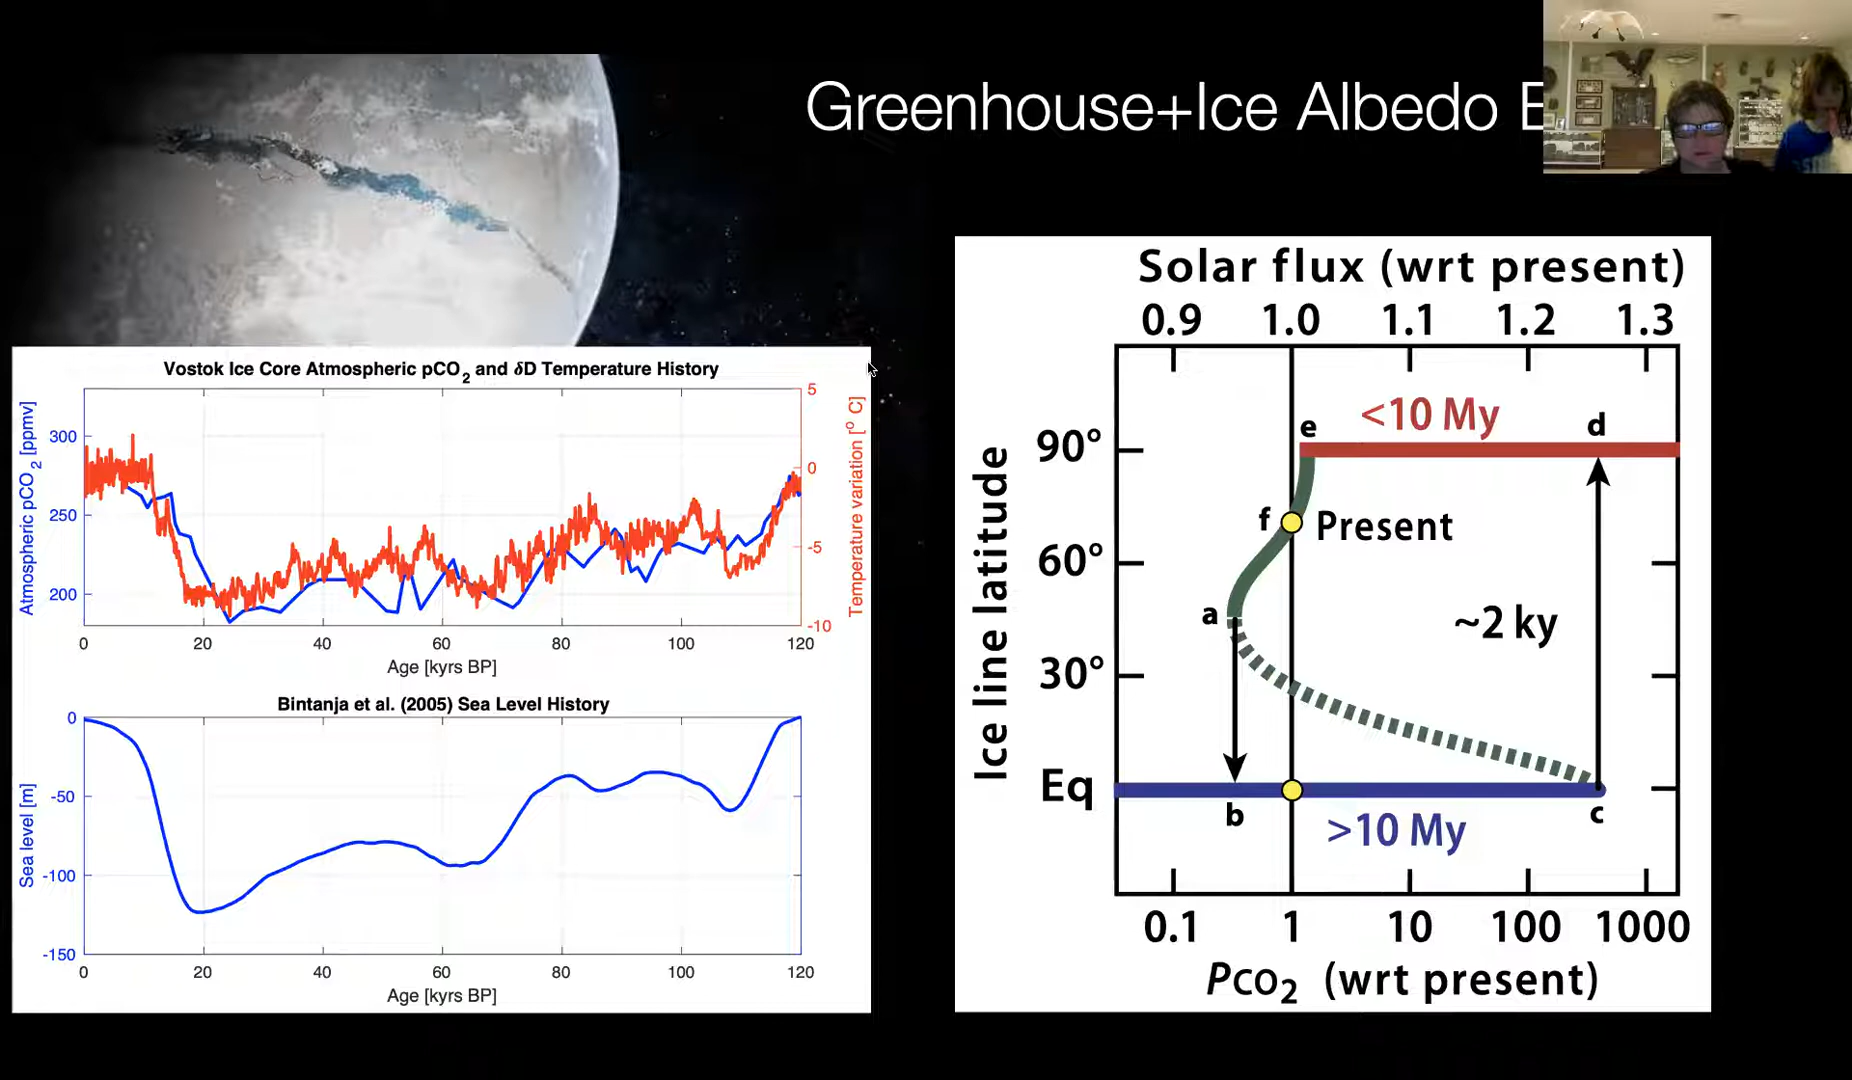 Greenhouse+Ice Albedo E
Vostok Ice Core Atmospheric pCO2 and δD Temperature History
Atmospheric pCO2 [ppmv]
300
250
200
5
0
-5
-10
Temperature variation [° C]
0 20 40 60 80 100 120
Age [kyrs BP]
Bintanja et al. (2005) Sea Level History
Sea level [m]
0
-50
-100
-150
0 20 40 60 80 100 120
Age [kyrs BP]
Solar flux (wrt present)
0.9 1.0 1.1 1.2 1.3
Ice line latitude
90°
60°
30°
Eq
e <10 My d
f Present
a ~2 ky
b >10 My c
0.1 1 10 100 1000
PCO2 (wrt present)